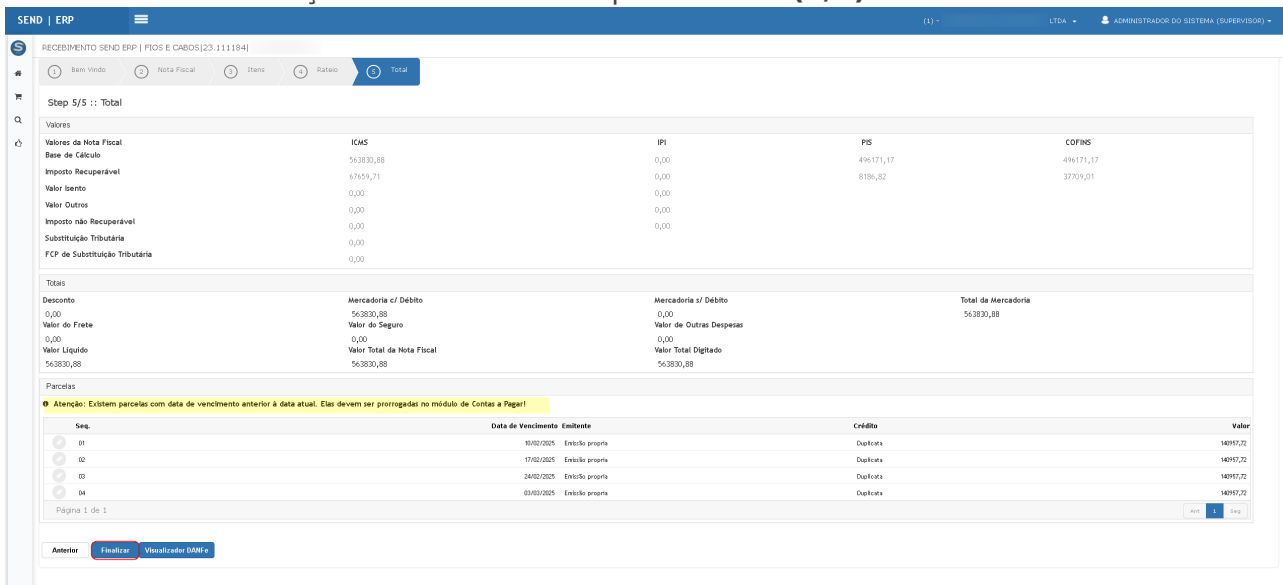 SEND | ERP (1) - LTDA ADMINISTRADOR DO SISTEMA (SUPERVISOR)
RECEBIMENTO SEND ERP | FIOS E CABOS|23.111184|
1 Bem Vindo 2 Nota Fiscal 3 Itens 4 Rateio 5 Total
Step 5/5 :: Total
Valores
Valores da Nota Fiscal ICMS IPI PIS COFINS
Base de Cálculo 563830,88 0,00 496171,17 496171,17
Imposto Recuperável 67659,71 0,00 8186,82 37709,01
Valor Isento 0,00 0,00
Valor Outros 0,00 0,00
Imposto não Recuperável 0,00 0,00
Substituição Tributária 0,00
FCP de Substituição Tributária 0,00
Totais
Desconto Mercadoria c/ Débito Mercadoria s/ Débito Total da Mercadoria
0,00 563830,88 0,00 563830,88
Valor do Frete Valor do Seguro Valor de Outras Despesas
0,00 0,00 0,00
Valor Líquido Valor Total da Nota Fiscal Valor Total Digitado
563830,88 563830,88 563830,88
Parcelas
Atenção: Existem parcelas com data de vencimento anterior à data atual. Elas devem ser prorrogadas no módulo de Contas a Pagar!
Seq. Data de Vencimento Emitente Crédito Valor
01 10/02/2025 Emissão propria Duplicata 140957,72
02 17/02/2025 Emissão propria Duplicata 140957,72
03 24/02/2025 Emissão propria Duplicata 140957,72
04 03/03/2025 Emissão propria Duplicata 140957,72
Página 1 de 1 Ant 1 Seg
Anterior Finalizar Visualizador DANFe